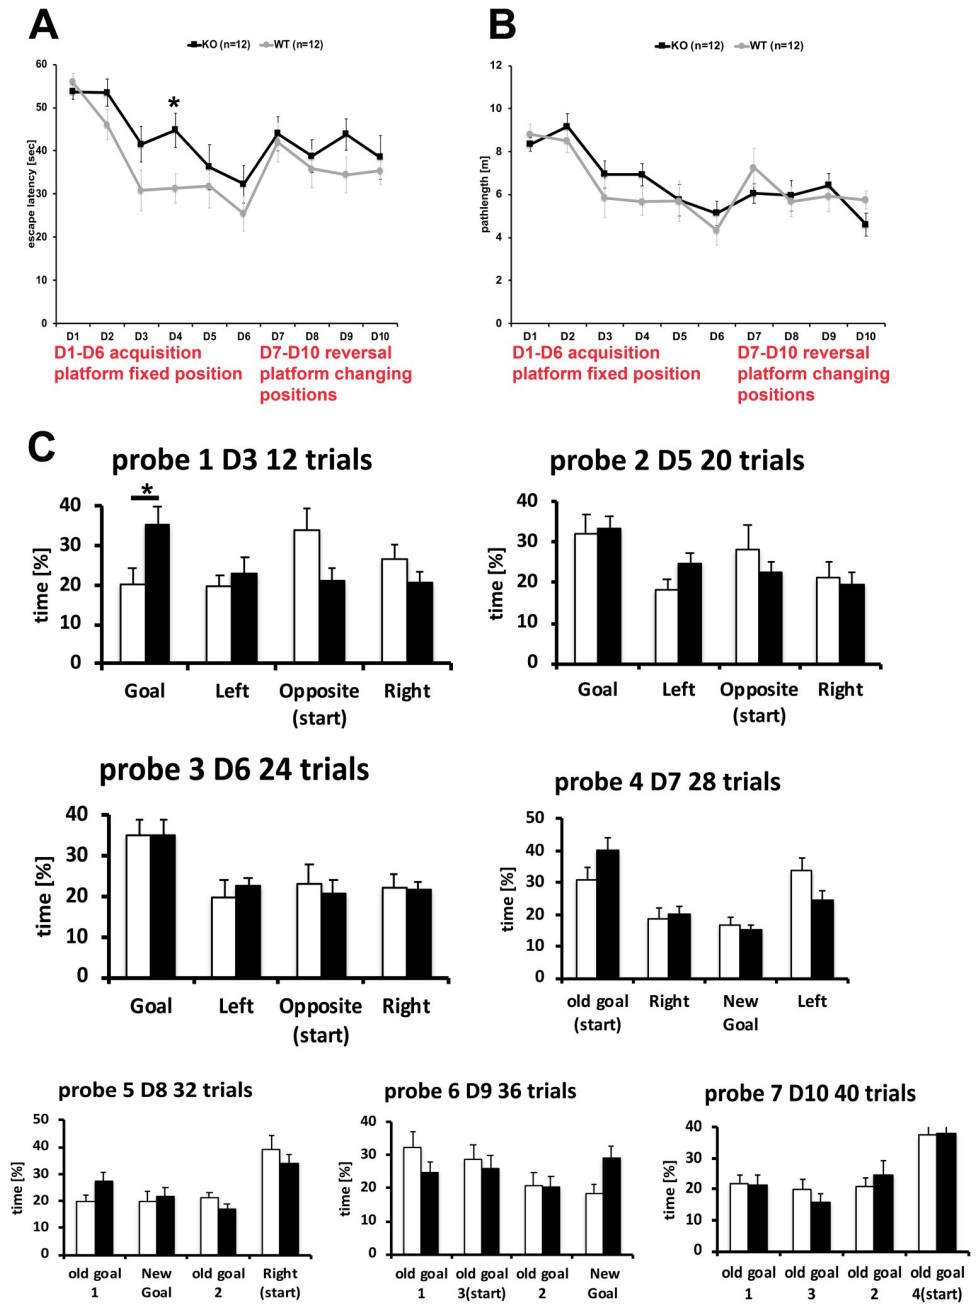 A
KO (n=12) WT (n=12)
escape latency [sec]
60
50
40
30
20
10
0
*
D1 D2 D3 D4 D5 D6 D7 D8 D9 D10
D1-D6 acquisition
platform fixed position
D7-D10 reversal
platform changing
positions
B
KO (n=12) WT (n=12)
pathlength [m]
12
10
8
6
4
2
0
D1 D2 D3 D4 D5 D6 D7 D8 D9 D10
D1-D6 acquisition
platform fixed position
D7-D10 reversal
platform changing
positions
C
probe 1 D3 12 trials
time [%]
40
30
20
10
0
*
Goal Left Opposite Right
(start)
probe 2 D5 20 trials
time [%]
40
30
20
10
0
Goal Left Opposite Right
(start)
probe 3 D6 24 trials
time [%]
40
30
20
10
0
Goal Left Opposite Right
(start)
probe 4 D7 28 trials
time [%]
50
40
30
20
10
0
old goal Right New Left
(start) Goal
probe 5 D8 32 trials
time [%]
50
40
30
20
10
0
old goal New old goal Right
1 Goal 2 (start)
probe 6 D9 36 trials
time [%]
40
30
20
10
0
old goal old goal old goal New
1 3(start) 2 Goal
probe 7 D10 40 trials
time [%]
40
30
20
10
0
old goal old goal old goal old goal
1 3 2 4(start)